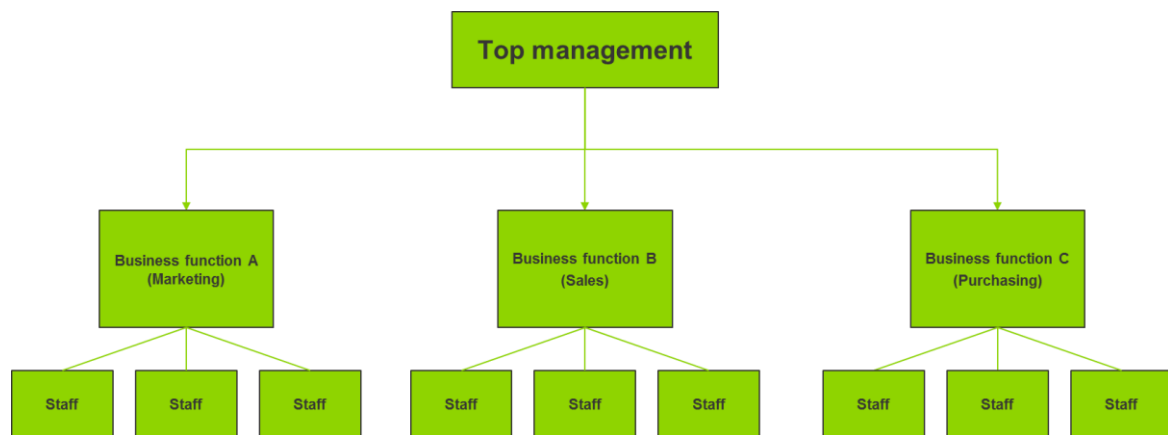 Top management
Business function A
(Marketing)
Business function B
(Sales)
Business function C
(Purchasing)
Staff
Staff
Staff
Staff
Staff
Staff
Staff
Staff
Staff